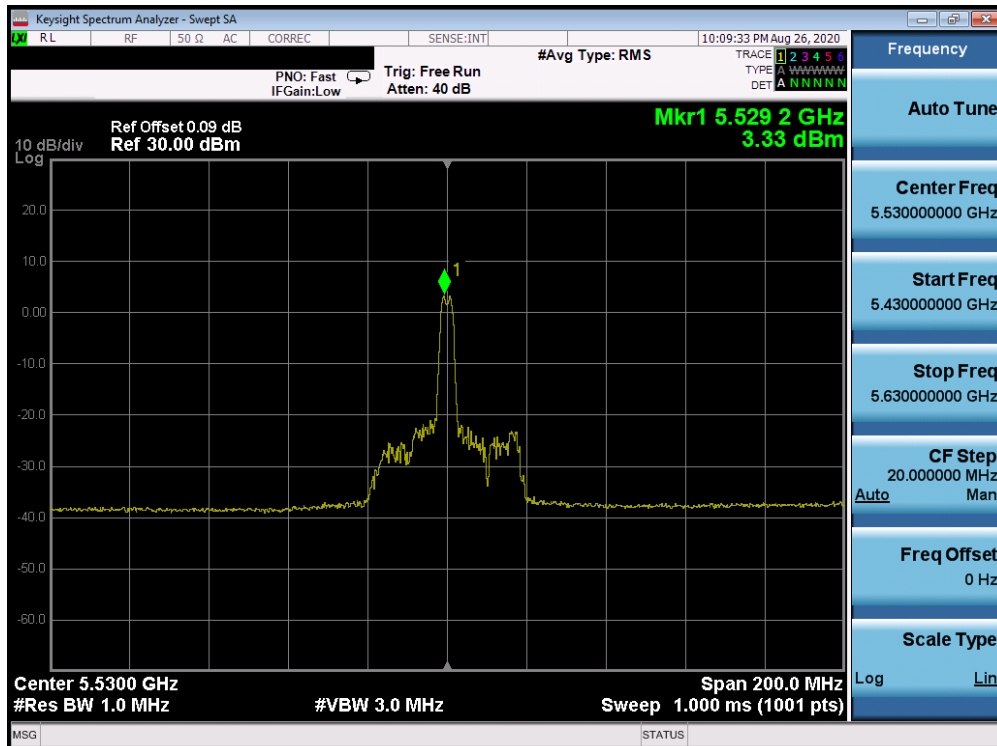 Keysight Spectrum Analyzer - Swept SA
LXI RL RF 50 Ω AC CORREC SENSE:INT 10:09:33 PM Aug 26, 2020
#Avg Type: RMS TRACE 1 2 3 4 5 6
PNO: Fast Trig: Free Run TYPE A WWWWW
IFGain:Low Atten: 40 dB DET A N N N N N
Mkr1 5.529 2 GHz
3.33 dBm
Ref Offset 0.09 dB
10 dB/div Ref 30.00 dBm
Log
20.0
10.0
1
0.00
-10.0
-20.0
-30.0
-40.0
-50.0
-60.0
Center 5.5300 GHz Span 200.0 MHz
#Res BW 1.0 MHz #VBW 3.0 MHz Sweep 1.000 ms (1001 pts)
MSG STATUS
Frequency
Auto Tune
Center Freq
5.530000000 GHz
Start Freq
5.430000000 GHz
Stop Freq
5.630000000 GHz
CF Step
20.000000 MHz
Auto Man
Freq Offset
0 Hz
Scale Type
Log Lin